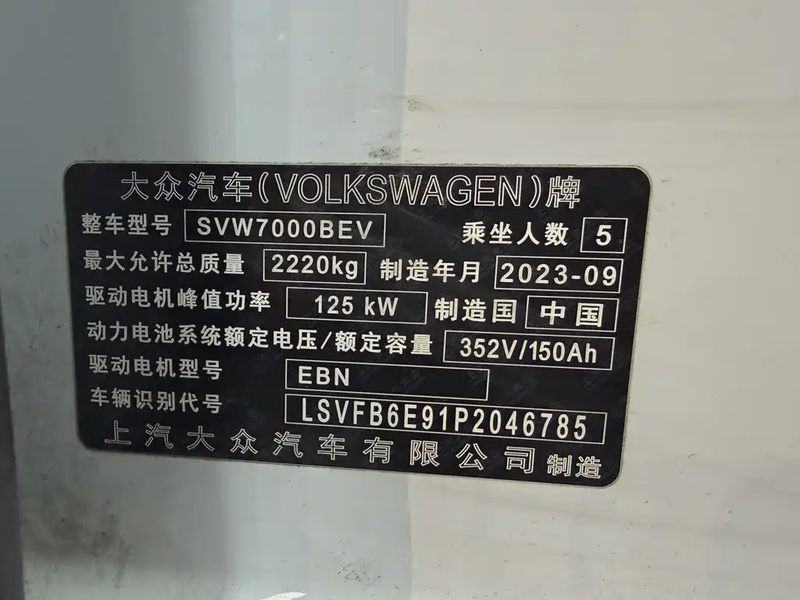 大众汽车(VOLKSWAGEN)牌
整车型号 SVW7000BEV 乘坐人数 5
最大允许总质量 2220kg 制造年月 2023-09
驱动电机峰值功率 125 kW 制造国 中国
动力电池系统额定电压/额定容量 352V/150Ah
驱动电机型号 EBN
车辆识别代号 LSVFB6E91P2046785
上汽大众汽车有限公司 制造